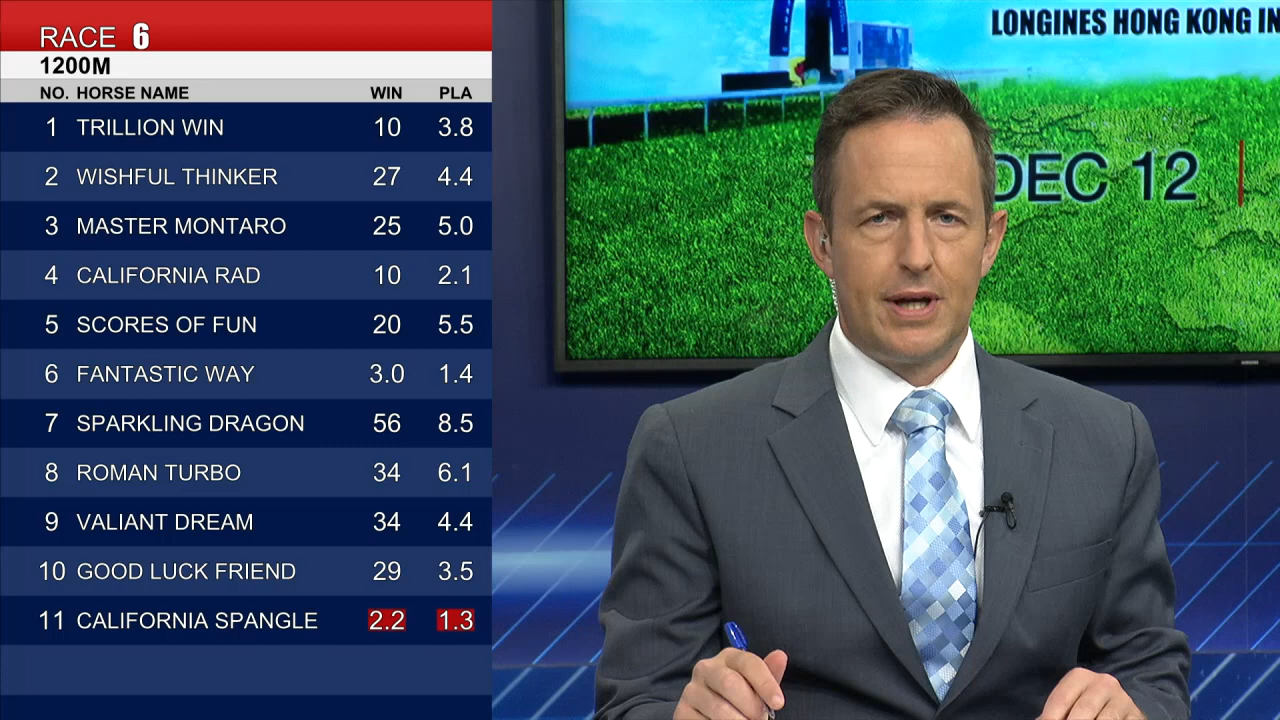 RACE 6
1200M
NO. HORSE NAME WIN PLA
1 TRILLION WIN 10 3.8
2 WISHFUL THINKER 27 4.4
3 MASTER MONTARO 25 5.0
4 CALIFORNIA RAD 10 2.1
5 SCORES OF FUN 20 5.5
6 FANTASTIC WAY 3.0 1.4
7 SPARKLING DRAGON 56 8.5
8 ROMAN TURBO 34 6.1
9 VALIANT DREAM 34 4.4
10 GOOD LUCK FRIEND 29 3.5
11 CALIFORNIA SPANGLE 2.2 1.3
LONGINES HONG KONG IN
DEC 12